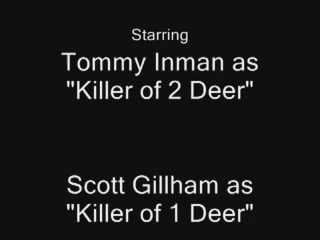 Starring
Tommy Inman as
"Killer of 2 Deer"
Scott Gillham as
"Killer of 1 Deer"